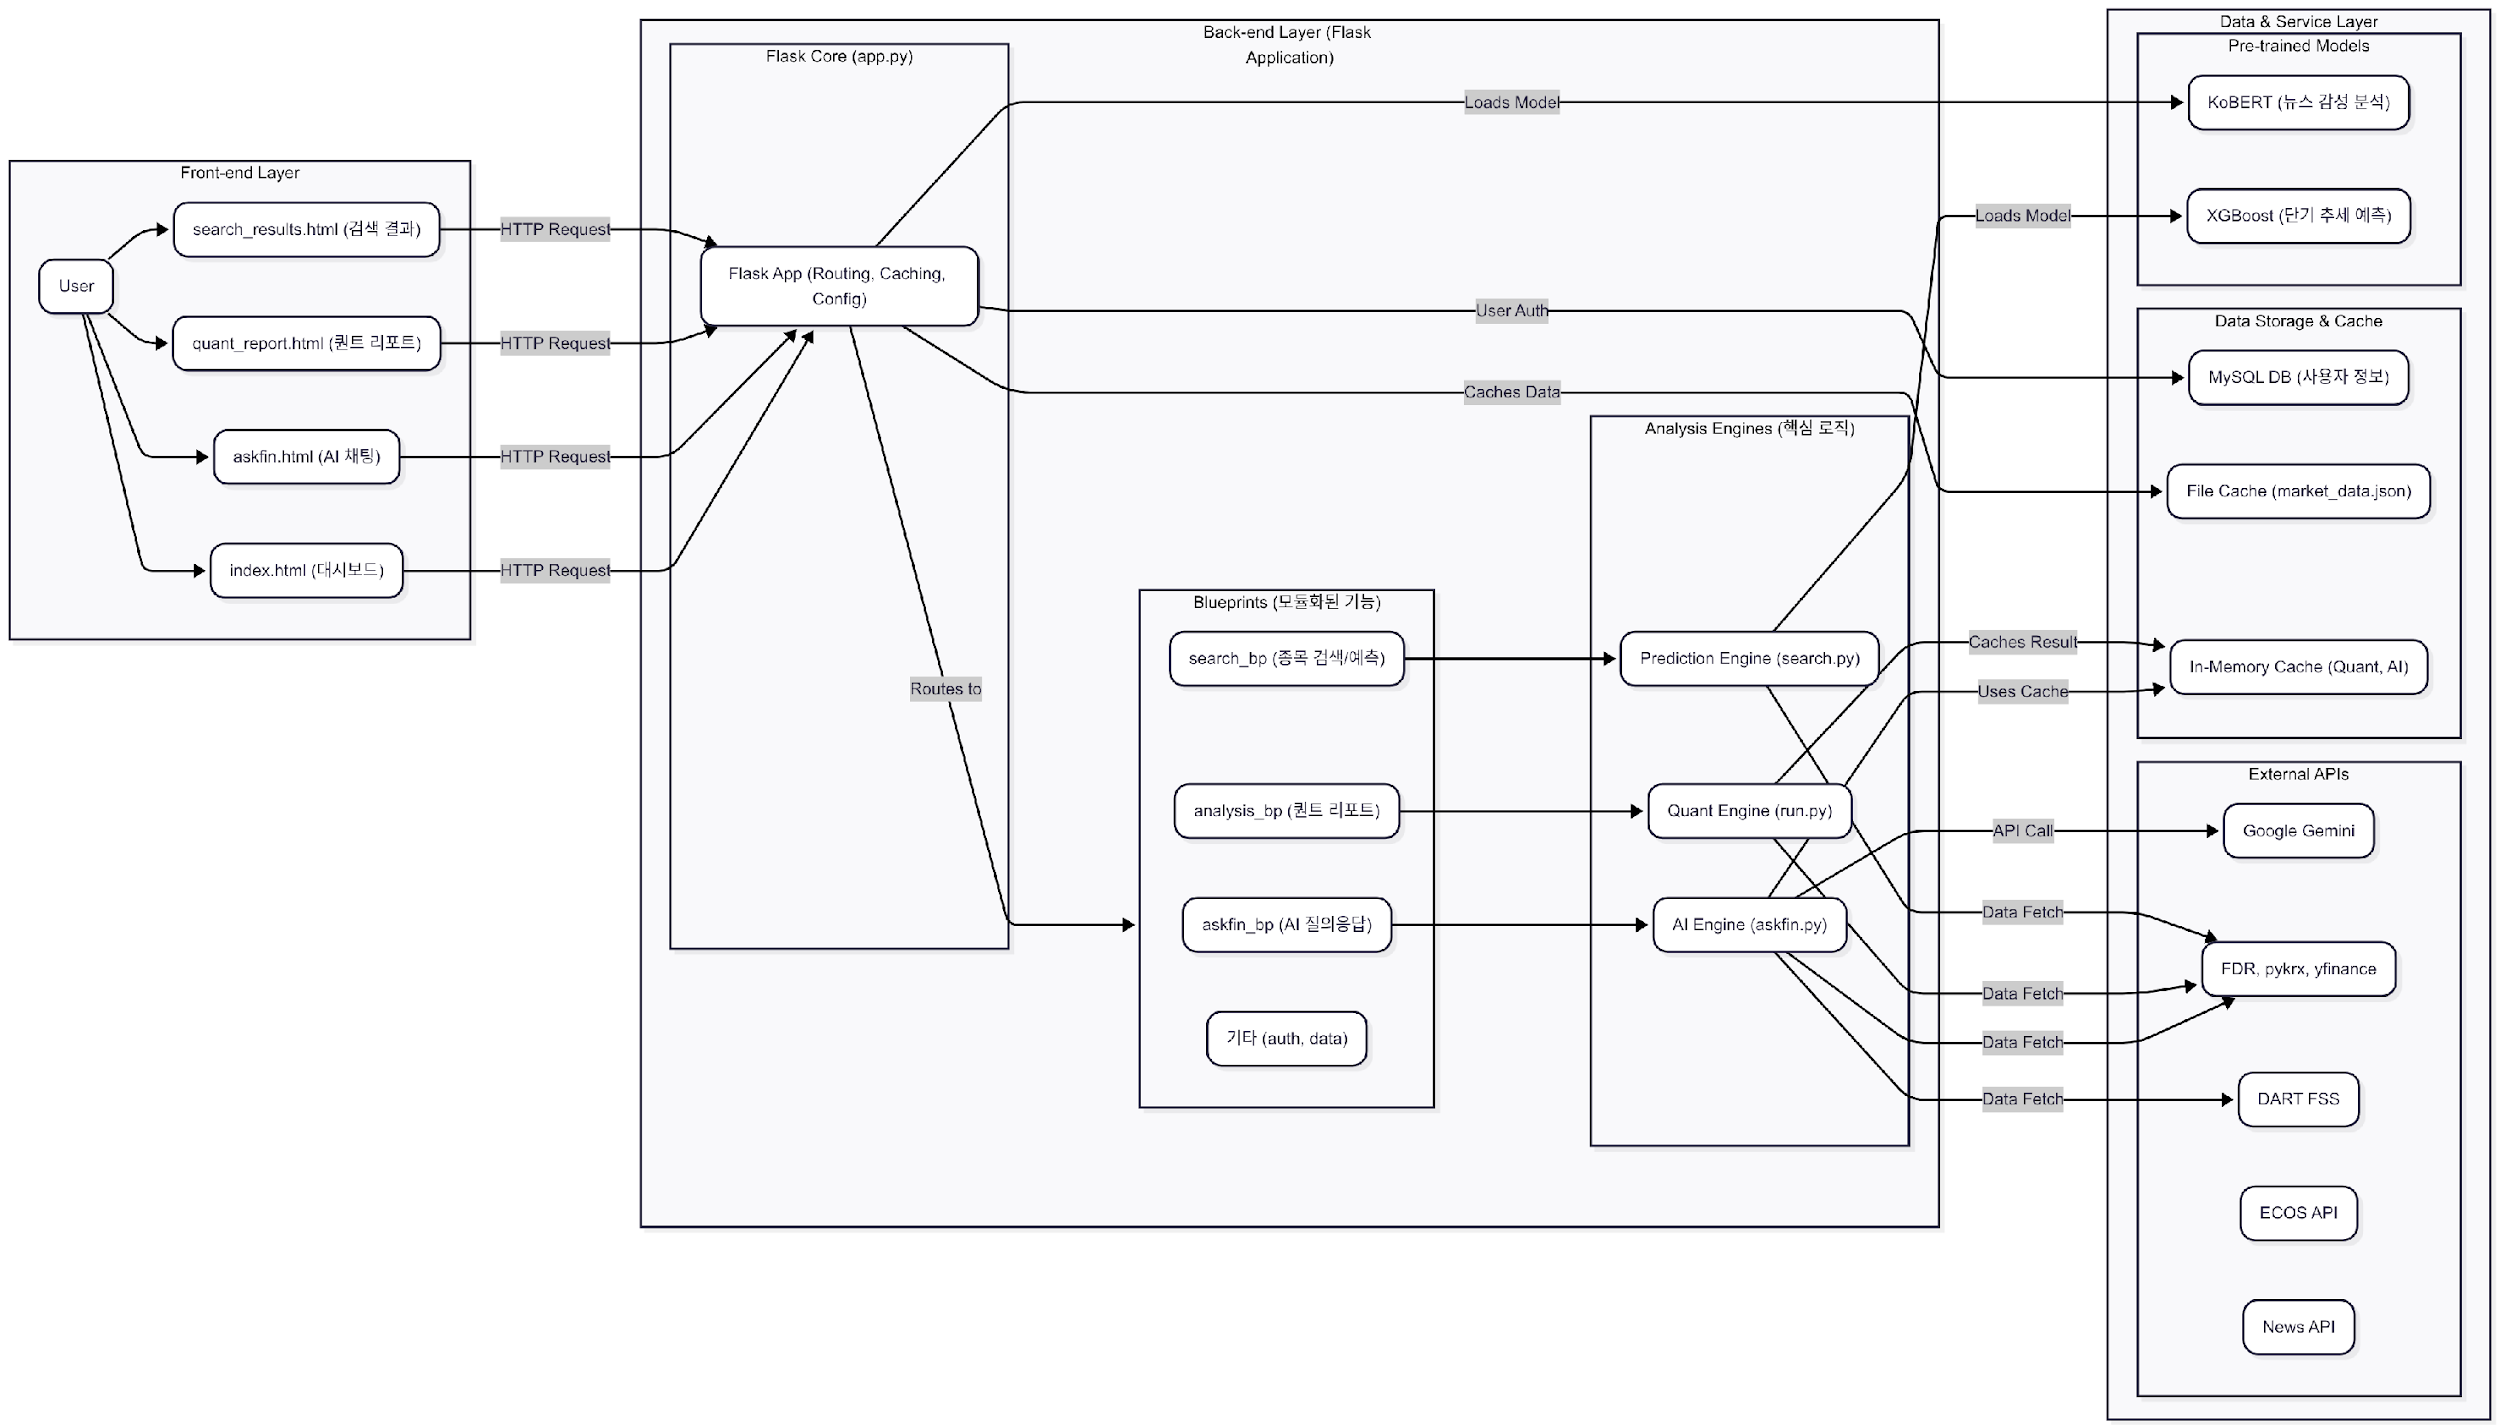 Front-end Layer
User
search_results.html (검색 결과)
quant_report.html (퀀트 리포트)
askfin.html (AI 채팅)
index.html (대시보드)
HTTP Request
HTTP Request
HTTP Request
HTTP Request
Back-end Layer (Flask
Application)
Flask Core (app.py)
Flask App (Routing, Caching,
Config)
Routes to
Loads Model
User Auth
Caches Data
Blueprints (모듈화된 기능)
search_bp (종목 검색/예측)
analysis_bp (퀀트 리포트)
askfin_bp (AI 질의응답)
기타 (auth, data)
Analysis Engines (핵심 로직)
Prediction Engine (search.py)
Quant Engine (run.py)
AI Engine (askfin.py)
Loads Model
Caches Result
Uses Cache
API Call
Data Fetch
Data Fetch
Data Fetch
Data Fetch
Data & Service Layer
Pre-trained Models
KoBERT (뉴스 감성 분석)
XGBoost (단기 추세 예측)
Data Storage & Cache
MySQL DB (사용자 정보)
File Cache (market_data.json)
In-Memory Cache (Quant, AI)
External APIs
Google Gemini
FDR, pykrx, yfinance
DART FSS
ECOS API
News API